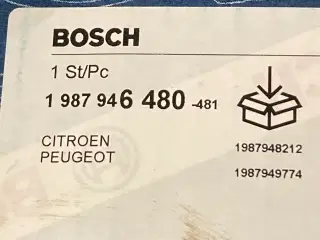 BOSCH
1 St/Pc
1 987 946 480 -481
CITROEN
PEUGEOT
1987948212
1987949774